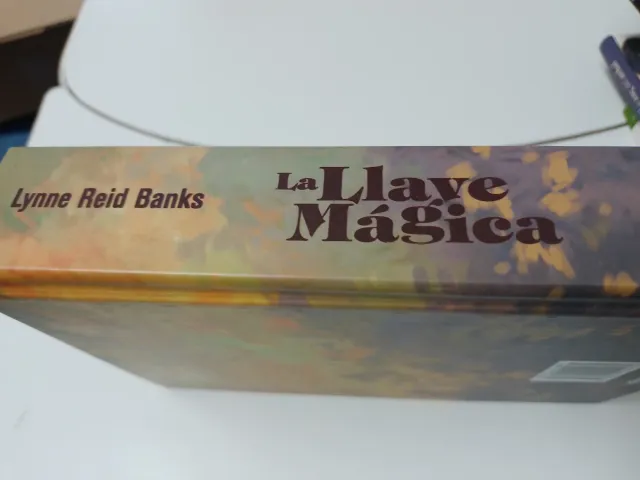 Lynne Reid Banks
La Llave
Mágica